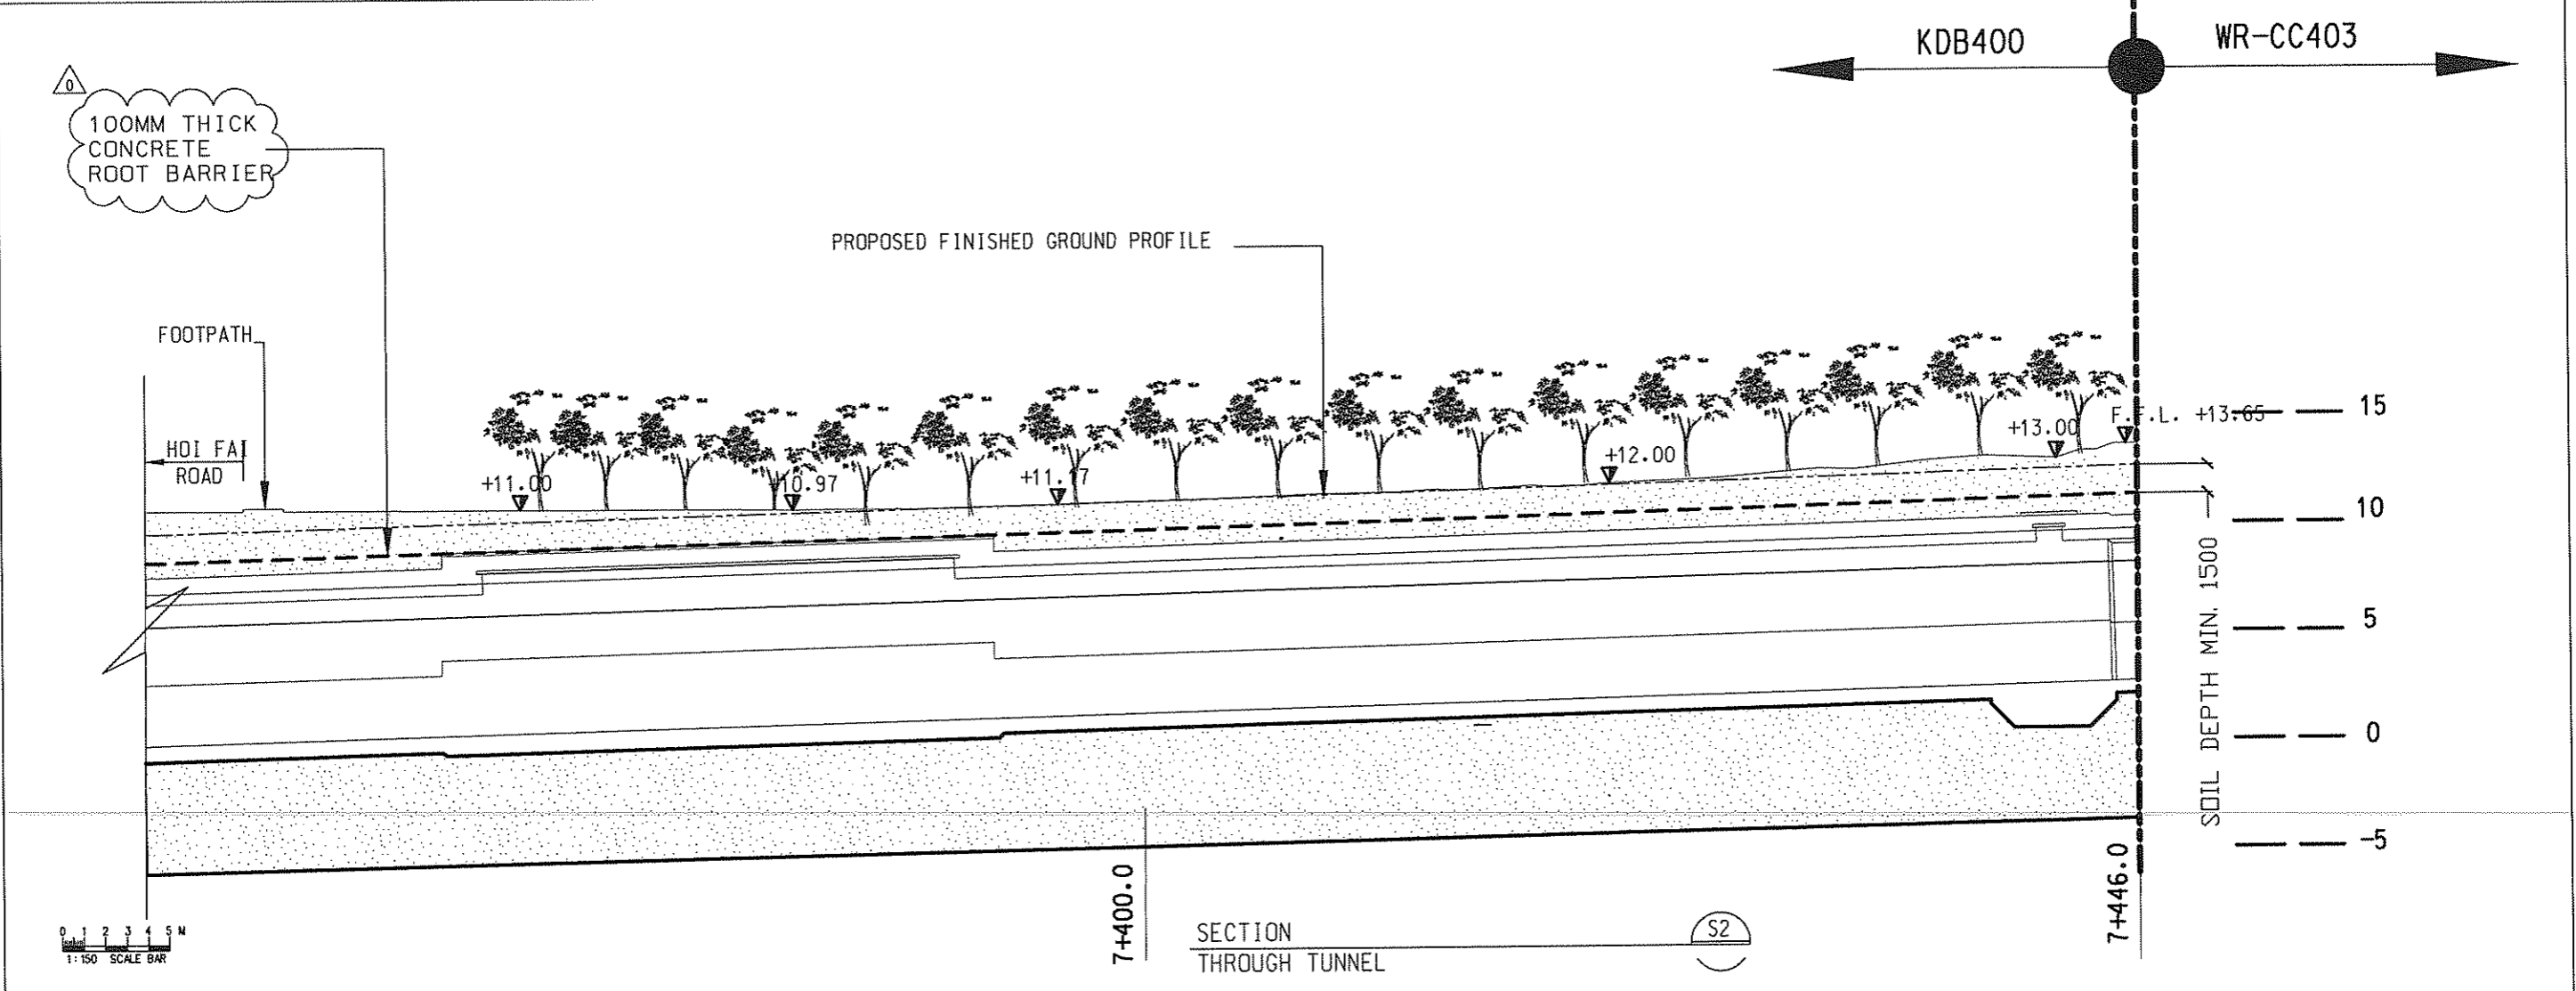 KDB400
WR-CC403
0
100MM THICK
CONCRETE
ROOT BARRIER
PROPOSED FINISHED GROUND PROFILE
FOOTPATH
HOI FAI
ROAD
+11.00
+10.97
+11.17
+12.00
+13.00
F.F.L. +13.65
15
10
5
0
-5
SOIL DEPTH MIN. 1500
7+400.0
7+446.0
SECTION
THROUGH TUNNEL
S2
0 1 2 3 4 5 M
1:150 SCALE BAR